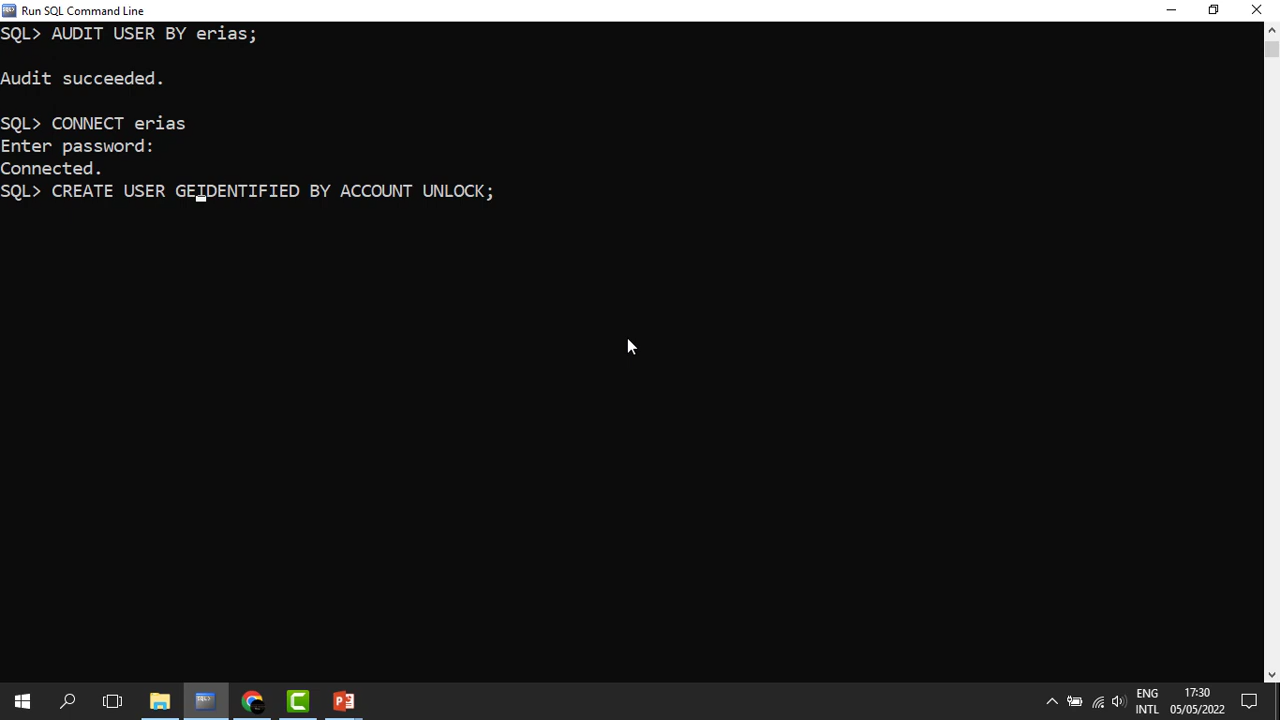 Run SQL Command Line
SQL> AUDIT USER BY erias;
Audit succeeded.
SQL> CONNECT erias
Enter password:
Connected.
SQL> CREATE USER GEIDENTIFIED BY ACCOUNT UNLOCK;
ENG
INTL
17:30
05/05/2022